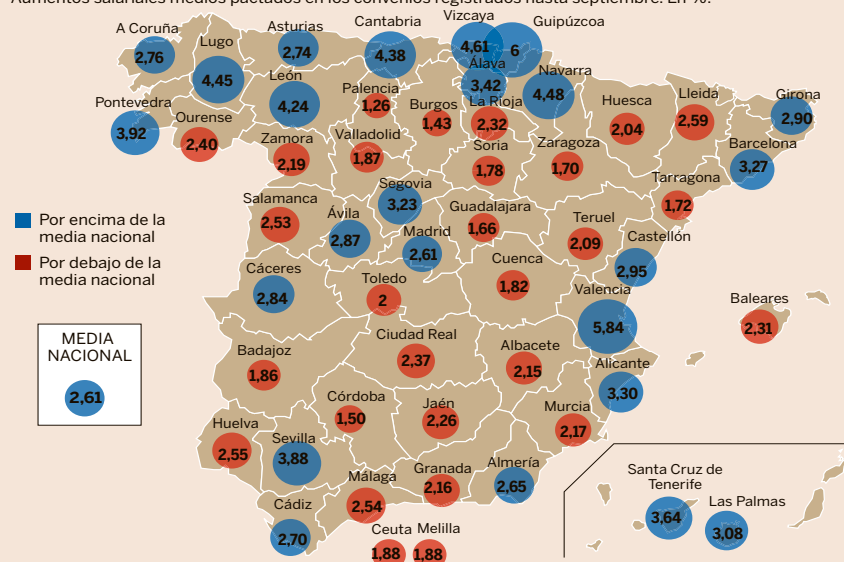 Aumentos salariales medios pactados en los convenios registrados hasta septiembre. En %.
A Coruña
2,76
Lugo
4,45
Asturias
2,74
Cantabria
4,38
Vizcaya
4,61
Guipúzcoa
6
Álava
3,42
Navarra
4,48
León
4,24
Palencia
1,26
Burgos
1,43
La Rioja
2,32
Huesca
2,04
Lleida
2,59
Girona
2,90
Pontevedra
3,92
Ourense
2,40
Zamora
2,19
Valladolid
1,87
Soria
1,78
Zaragoza
1,70
Barcelona
3,27
Tarragona
1,72
Segovia
3,23
Salamanca
2,53
Ávila
2,87
Madrid
2,61
Guadalajara
1,66
Teruel
2,09
Castellón
2,95
Por encima de la
media nacional
Por debajo de la
media nacional
Cáceres
2,84
Toledo
2
Cuenca
1,82
Valencia
5,84
Baleares
2,31
MEDIA
NACIONAL
2,61
Badajoz
1,86
Ciudad Real
2,37
Albacete
2,15
Alicante
3,30
Córdoba
1,50
Jaén
2,26
Murcia
2,17
Huelva
2,55
Sevilla
3,88
Málaga
2,54
Granada
2,16
Almería
2,65
Cádiz
2,70
Ceuta
1,88
Melilla
1,88
Santa Cruz de
Tenerife
3,64
Las Palmas
3,08